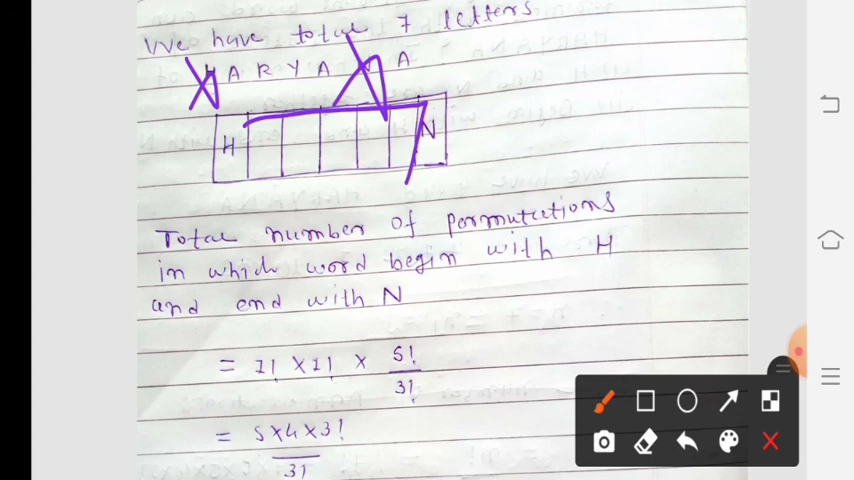 We have total 7 letters
H A R Y A N A
H N
Total number of permutations
in which word begin with H
and end with N
= 1! × 1! × 5!/3!
= 5×4×3!/3!